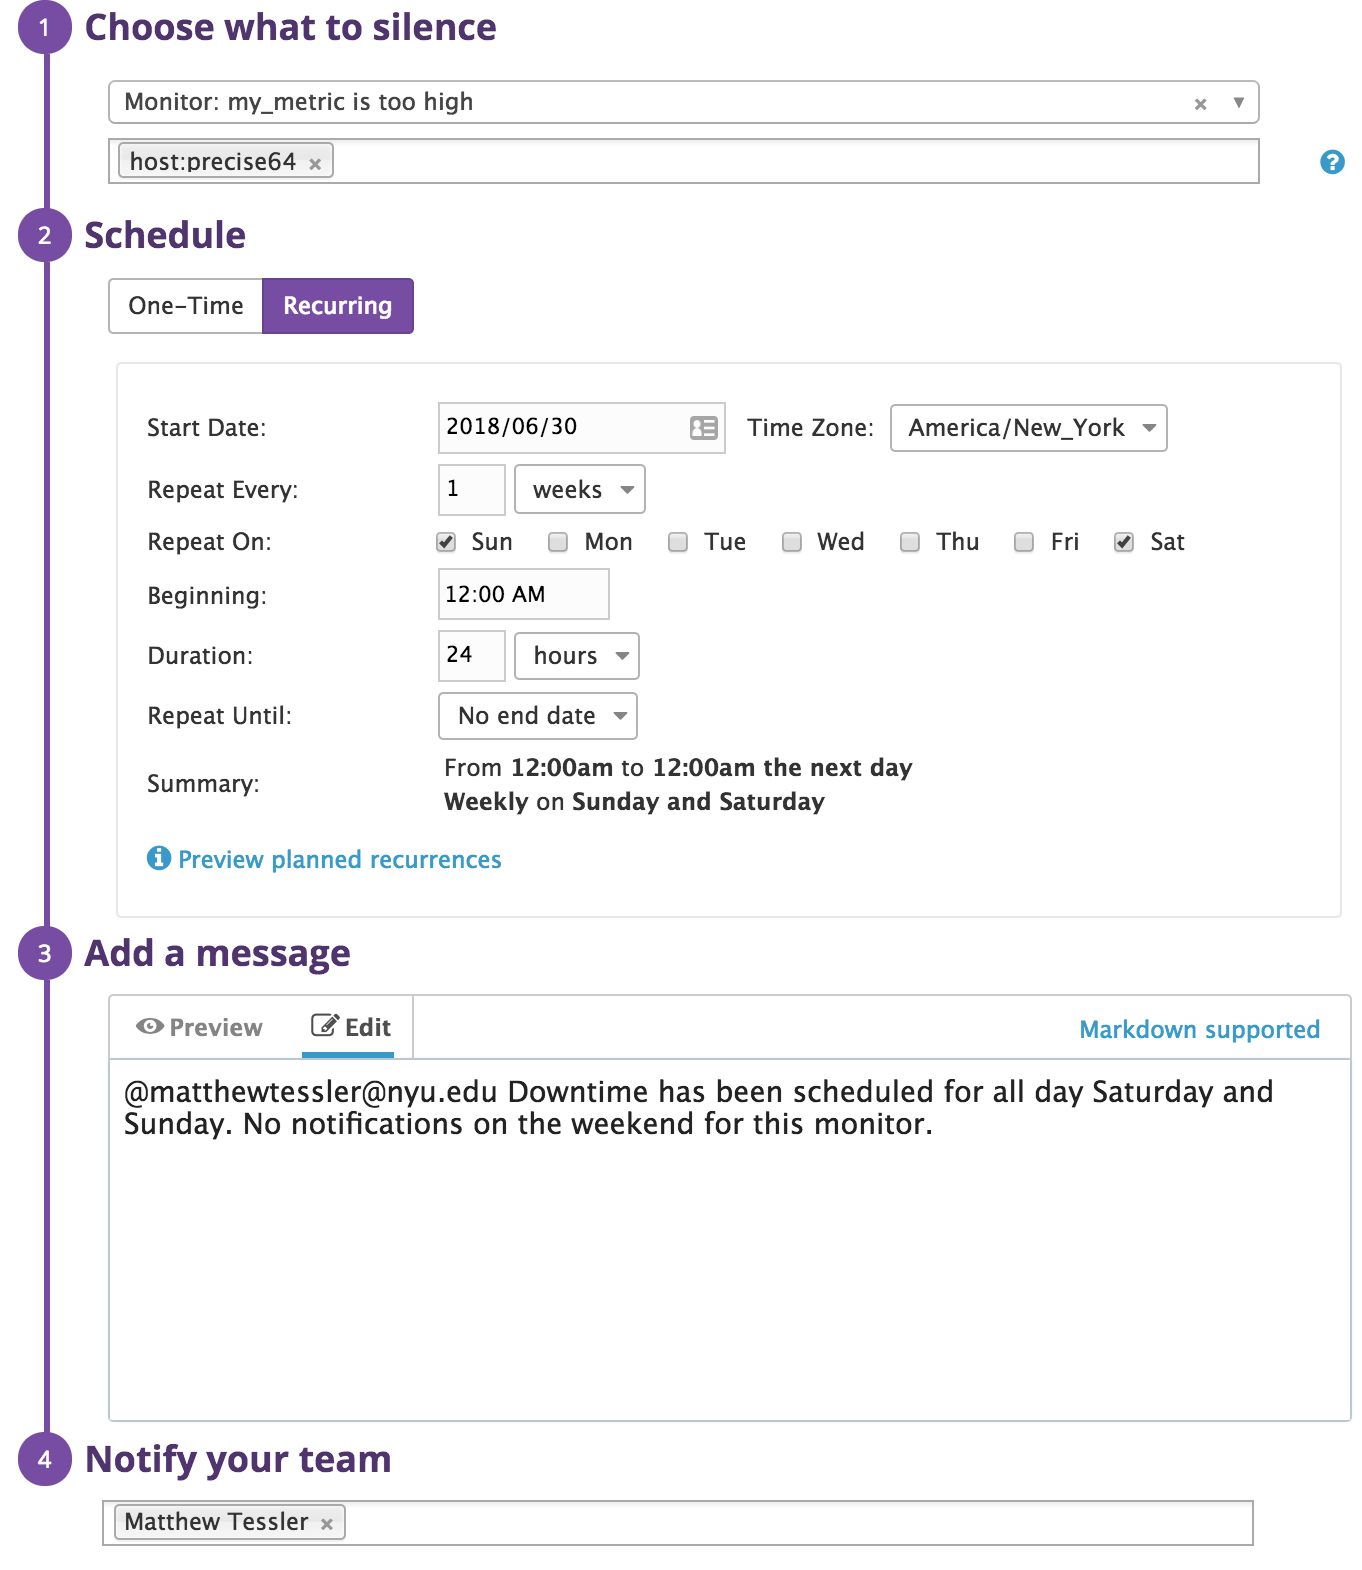 1 Choose what to silence
Monitor: my_metric is too high × ▼
host:precise64 × ?
2 Schedule
One-Time Recurring
Start Date: 2018/06/30 Time Zone: America/New_York
Repeat Every: 1 weeks
Repeat On: Sun Mon Tue Wed Thu Fri Sat
Beginning: 12:00 AM
Duration: 24 hours
Repeat Until: No end date
Summary: From 12:00am to 12:00am the next day
Weekly on Sunday and Saturday
Preview planned recurrences
3 Add a message
Preview Edit Markdown supported
@matthewtessler@nyu.edu Downtime has been scheduled for all day Saturday and
Sunday. No notifications on the weekend for this monitor.
4 Notify your team
Matthew Tessler ×